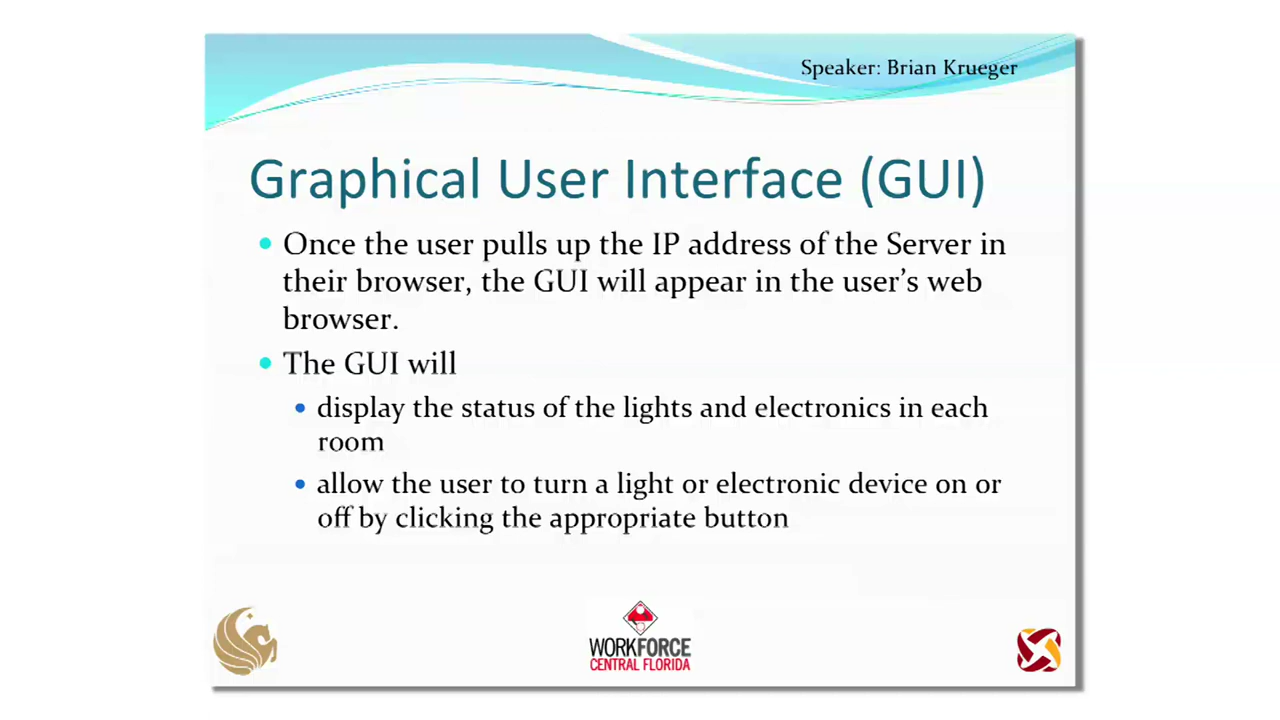 Speaker: Brian Krueger
Graphical User Interface (GUI)
• Once the user pulls up the IP address of the Server in
their browser, the GUI will appear in the user’s web
browser.
• The GUI will
• display the status of the lights and electronics in each
room
• allow the user to turn a light or electronic device on or
off by clicking the appropriate button
WORKFORCE
CENTRAL FLORIDA